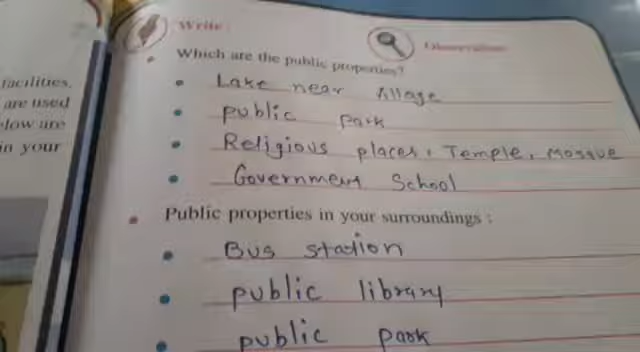 Write
Observation
Which are the public properties?
Lake near village
public park
Religious places, Temple, Mosque
Government School
facilities.
are used
low are
in your
Public properties in your surroundings :
Bus station
public library
public park